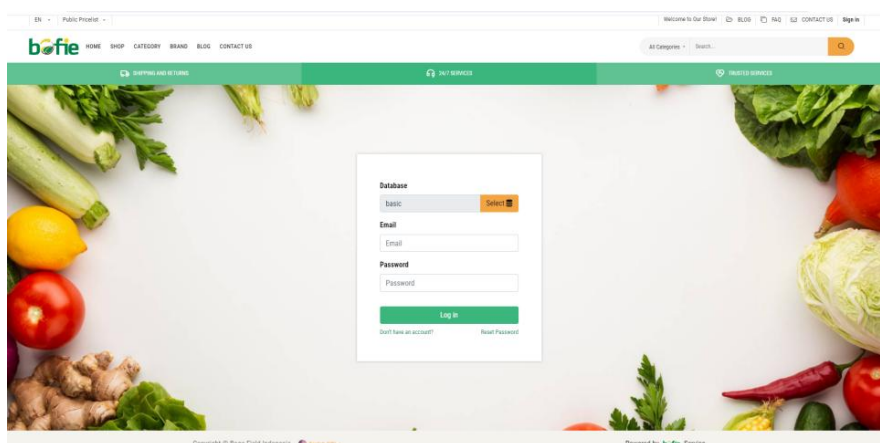 EN Public Pricelist Welcome to Our Store! BLOG FAQ CONTACT US Sign in
bofie HOME SHOP CATEGORY BRAND BLOG CONTACT US All Categories Search...
SHIPPING AND RETURNS 24/7 SERVICES TRUSTED SERVICES
Database
basic Select
Email
Email
Password
Password
Log in
Don't have an account? Reset Password
Powered by bofie